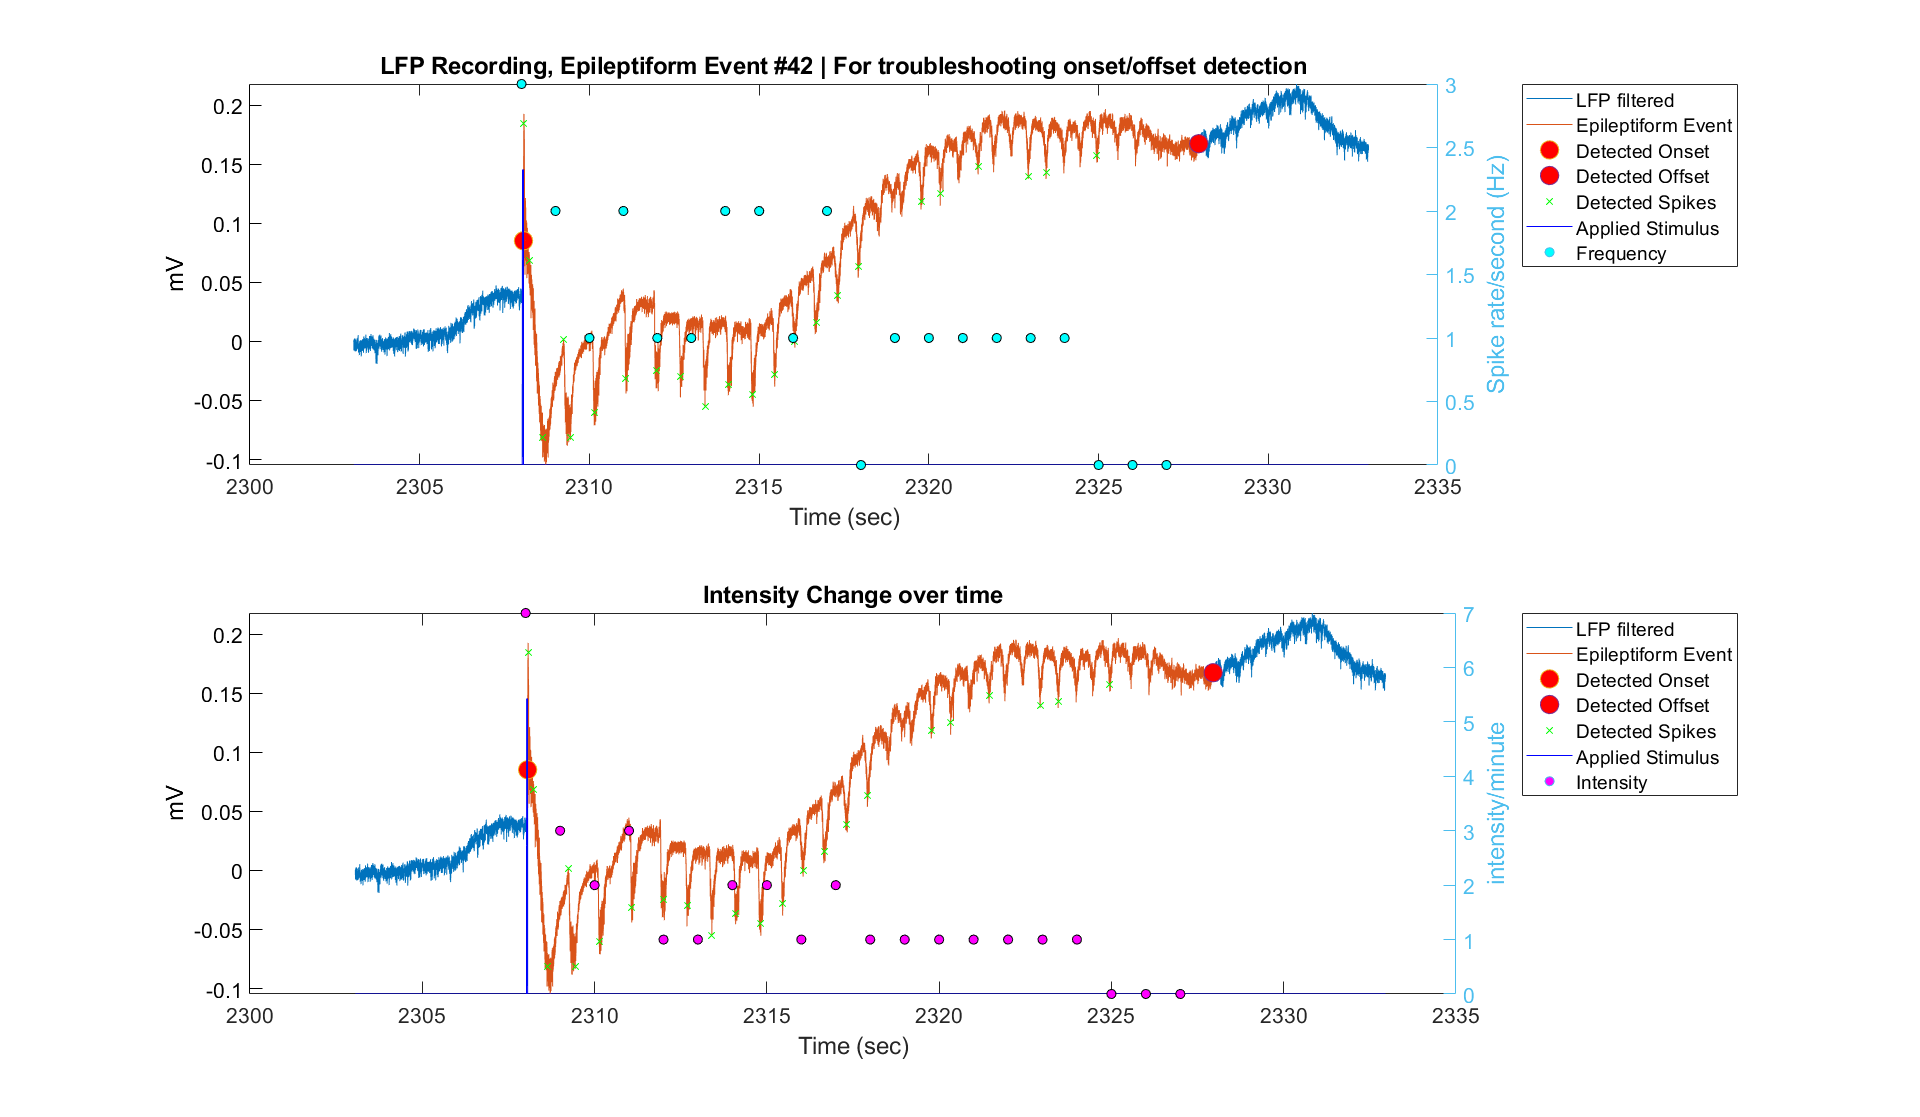 LFP Recording, Epileptiform Event #42 | For troubleshooting onset/offset detection
0.2
0.15
0.1
0.05
0
-0.05
-0.1
mV
3
2.5
2
1.5
1
0.5
0
Spike rate/second (Hz)
2300 2305 2310 2315 2320 2325 2330 2335
Time (sec)
LFP filtered
Epileptiform Event
Detected Onset
Detected Offset
Detected Spikes
Applied Stimulus
Frequency
Intensity Change over time
0.2
0.15
0.1
0.05
0
-0.05
-0.1
mV
7
6
5
4
3
2
1
0
intensity/minute
2300 2305 2310 2315 2320 2325 2330 2335
Time (sec)
LFP filtered
Epileptiform Event
Detected Onset
Detected Offset
Detected Spikes
Applied Stimulus
Intensity